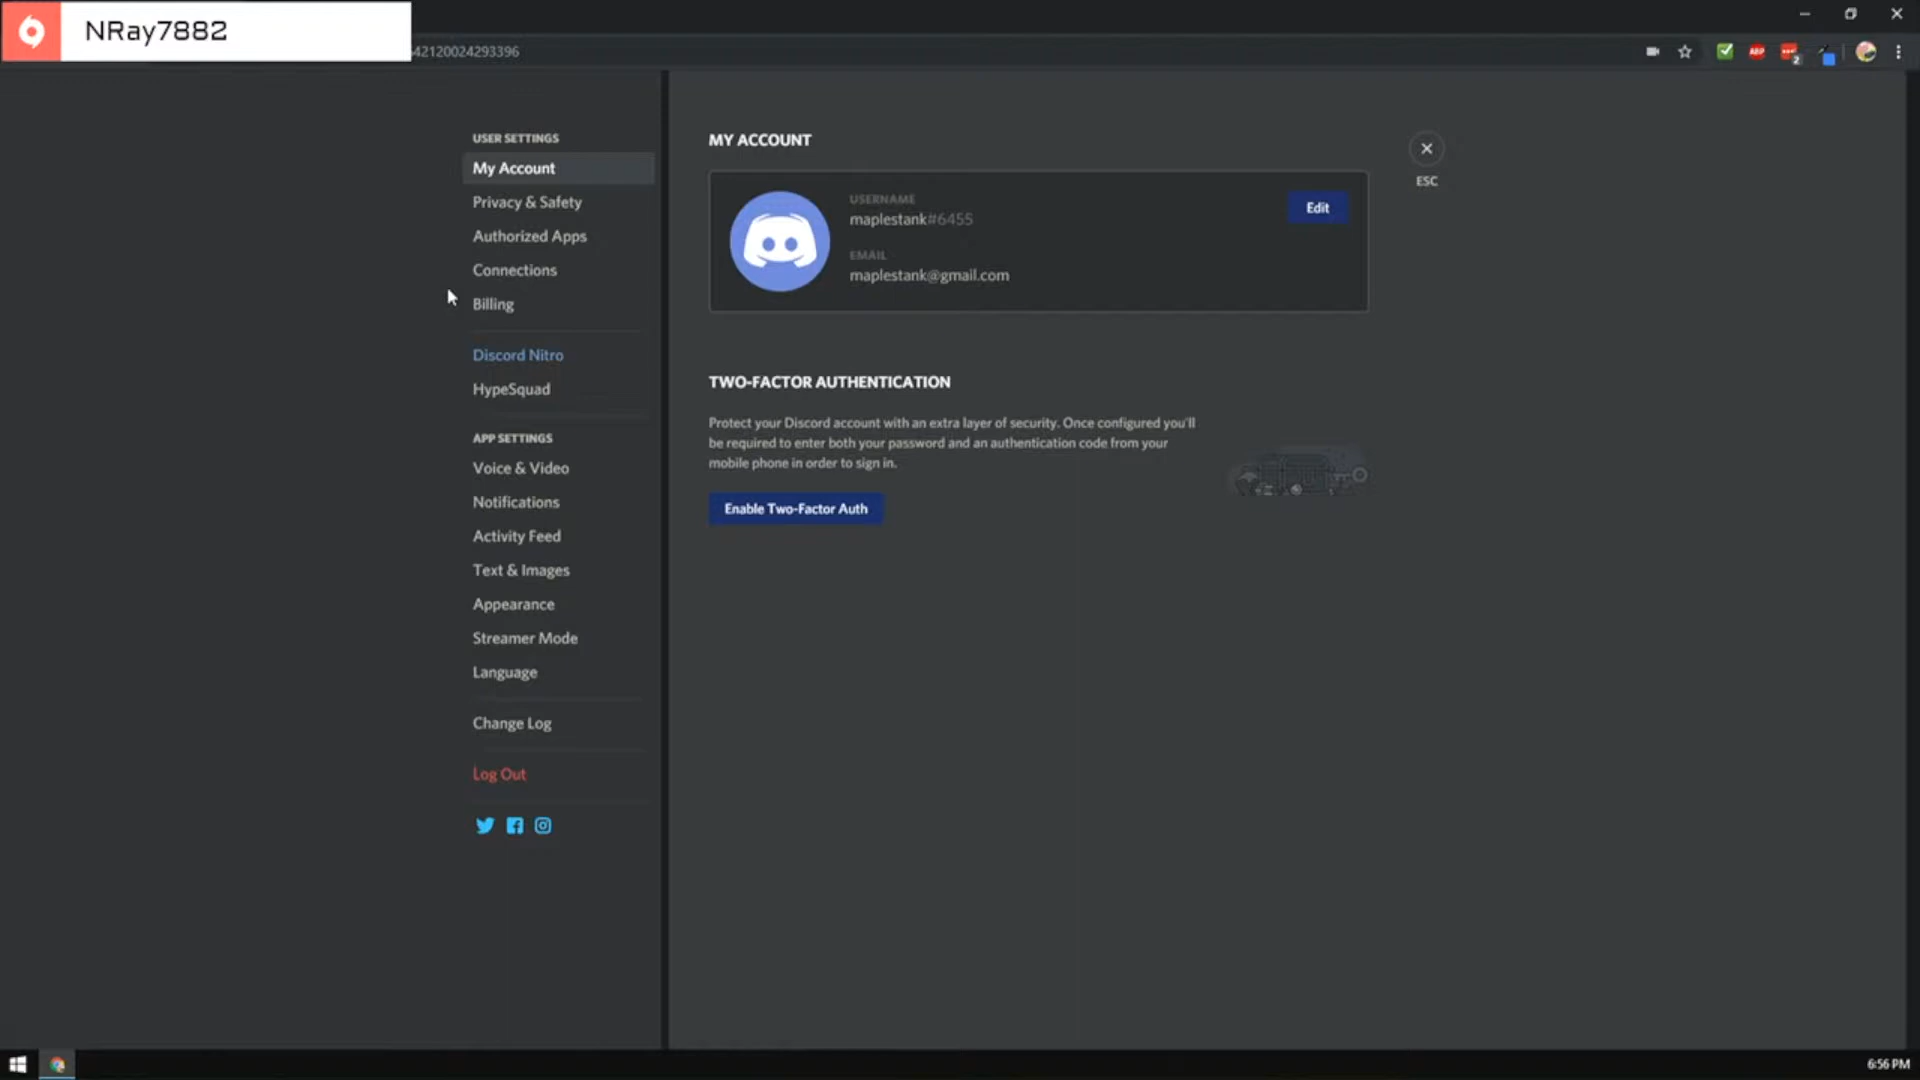 NRay7882
42120024293396
ABP
2
USER SETTINGS
My Account
Privacy & Safety
Authorized Apps
Connections
Billing
Discord Nitro
HypeSquad
APP SETTINGS
Voice & Video
Notifications
Activity Feed
Text & Images
Appearance
Streamer Mode
Language
Change Log
Log Out
MY ACCOUNT
USERNAME
maplestank#6455
EMAIL
maplestank@gmail.com
Edit
ESC
TWO-FACTOR AUTHENTICATION
Protect your Discord account with an extra layer of security. Once configured you'll
be required to enter both your password and an authentication code from your
mobile phone in order to sign in.
Enable Two-Factor Auth
6:56 PM